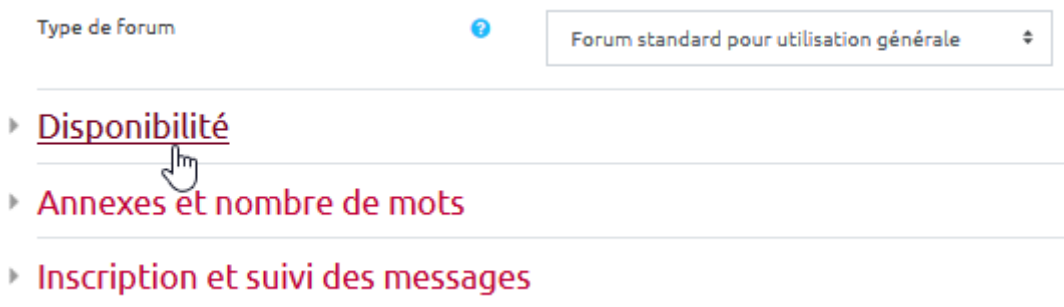 Type de forum
Forum standard pour utilisation générale
Disponibilité
Annexes et nombre de mots
Inscription et suivi des messages